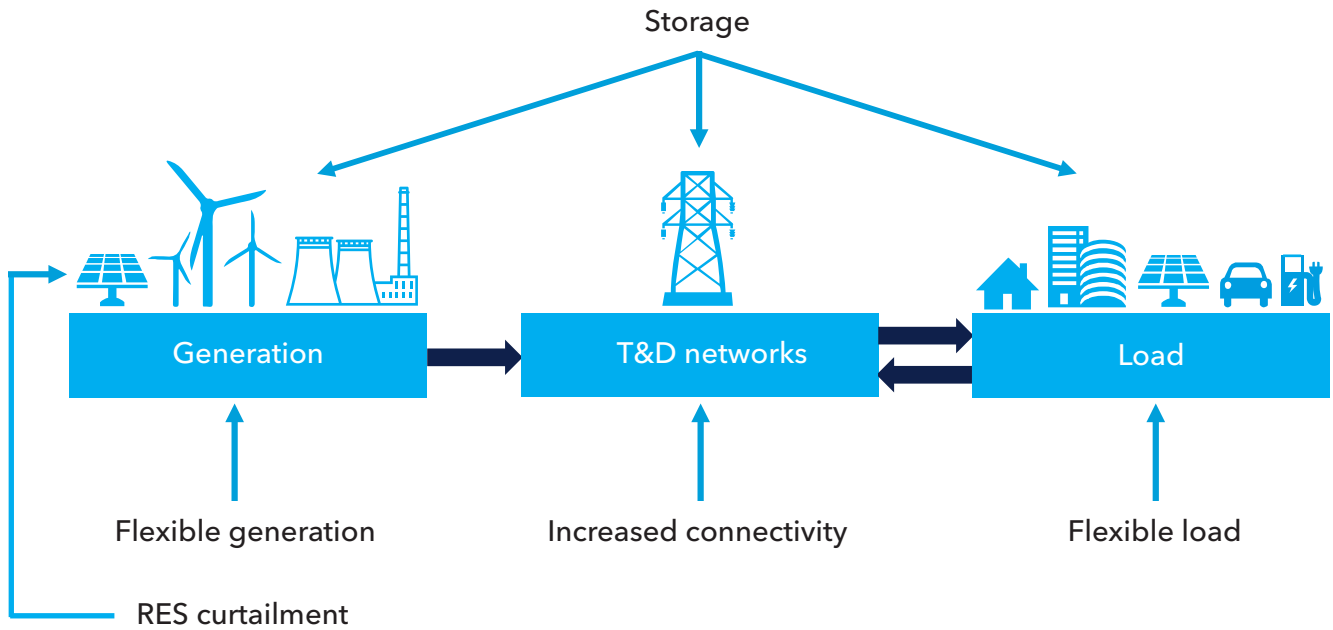 Storage
Generation
T&D networks
Load
Flexible generation
Increased connectivity
Flexible load
RES curtailment